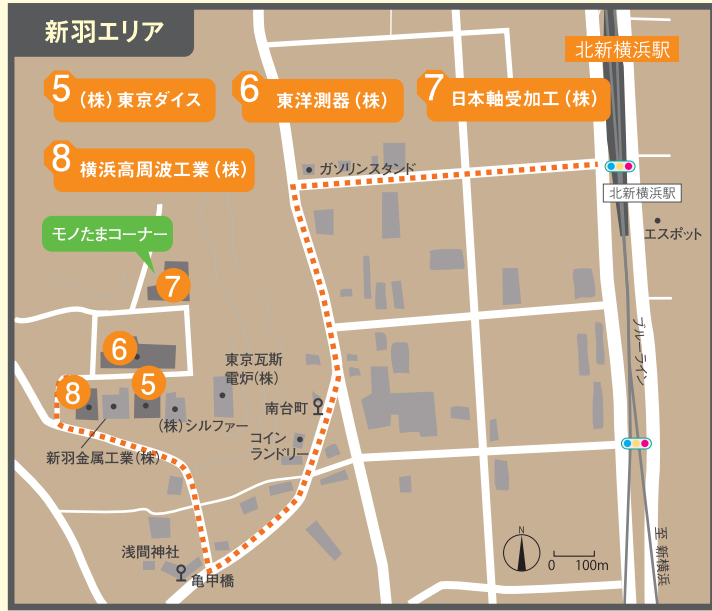 新羽エリア
北新横浜駅
5 (株)東京ダイス
6 東洋測器(株)
7 日本軸受加工(株)
8 横浜高周波工業(株)
ガソリンスタンド
北新横浜駅
エスポット
モノたまコーナー
7
ブルーライン
6
東京瓦斯
電炉(株)
8
5
南台町
(株)シルファー
コイン
ランドリー
新羽金属工業(株)
浅間神社
亀甲橋
N
0 100m
至 新横浜